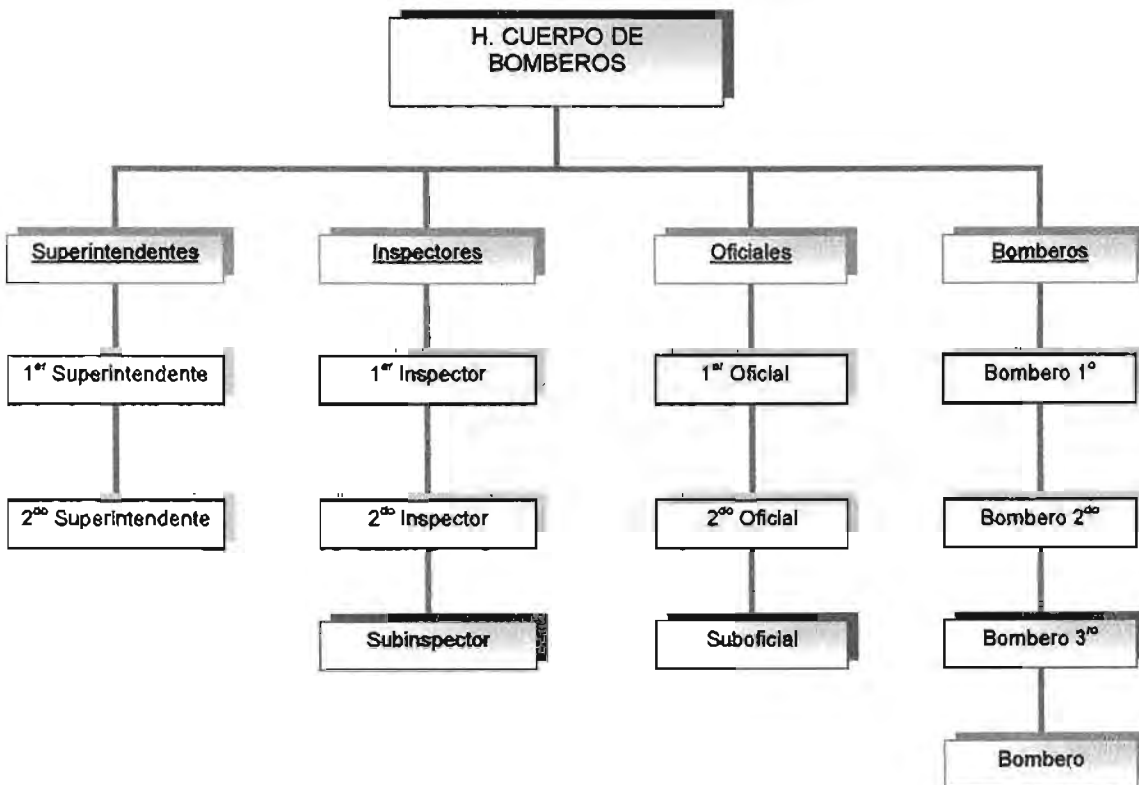 H. CUERPO DE
BOMBEROS
Superintendentes
Inspectores
Oficiales
Bomberos
1er Superintendente
1er Inspector
1er Oficial
Bombero 1o
2do Superintendente
2do Inspector
2do Oficial
Bombero 2do
Subinspector
Suboficial
Bombero 3ro
Bombero